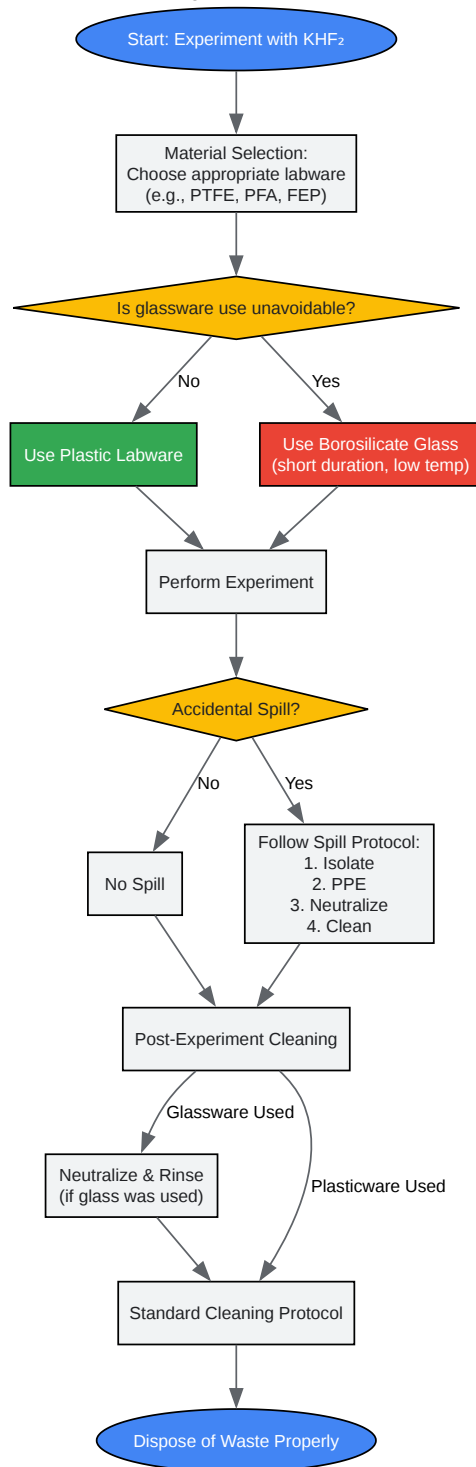 Start: Experiment with KHF₂
Material Selection:
Choose appropriate labware
(e.g., PTFE, PFA, FEP)
Is glassware use unavoidable?
No
Yes
Use Plastic Labware
Use Borosilicate Glass
(short duration, low temp)
Perform Experiment
Accidental Spill?
No
Yes
No Spill
Follow Spill Protocol:
1. Isolate
2. PPE
3. Neutralize
4. Clean
Post-Experiment Cleaning
Glassware Used
Neutralize & Rinse
(if glass was used)
Plasticware Used
Standard Cleaning Protocol
Dispose of Waste Properly